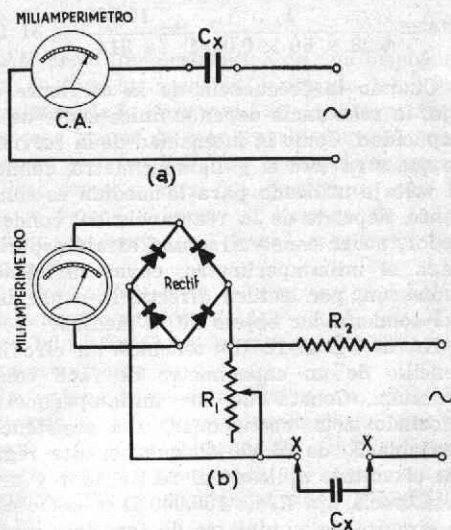 MILIAMPERIMETRO
C.A.
Cx
(a)
MILIAMPERIMETRO
Rectif
R2
R1
X X
(b)
Cx